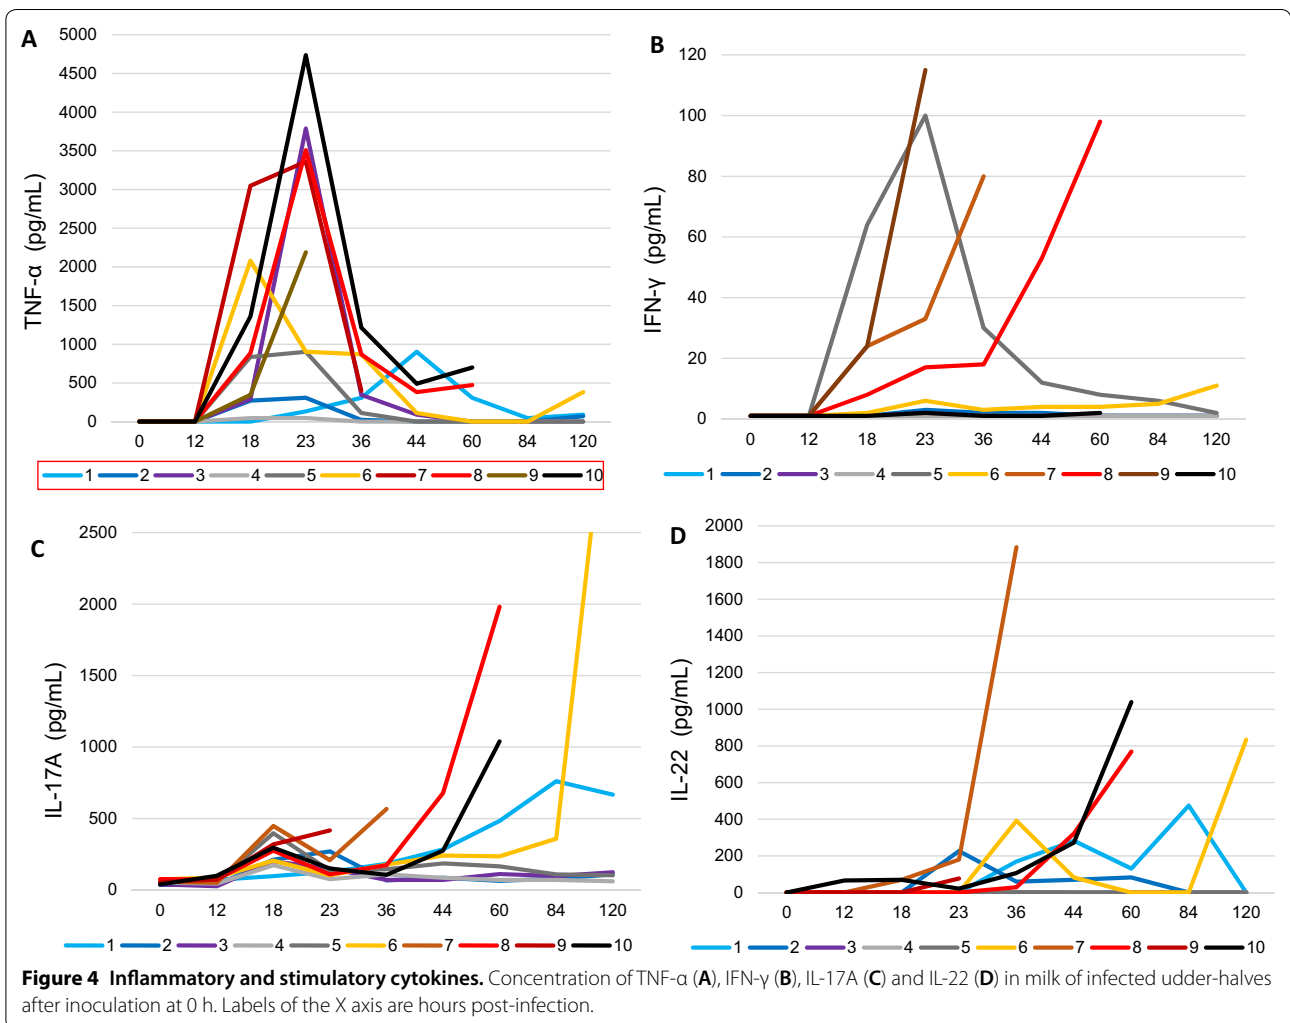 A
5000
4500
4000
3500
3000
2500
2000
1500
1000
500
0
TNF-α (pg/mL)
0 12 18 23 36 44 60 84 120
1 2 3 4 5 6 7 8 9 10
B
120
100
80
60
40
20
0
IFN-γ (pg/mL)
0 12 18 23 36 44 60 84 120
1 2 3 4 5 6 7 8 9 10
C
2500
2000
1500
1000
500
0
IL-17A (pg/mL)
0 12 18 23 36 44 60 84 120
1 2 3 4 5 6 7 8 9 10
D
2000
1800
1600
1400
1200
1000
800
600
400
200
0
IL-22 (pg/mL)
0 12 18 23 36 44 60 84 120
1 2 3 4 5 6 7 8 9 10
Figure 4 Inflammatory and stimulatory cytokines. Concentration of TNF-α (A), IFN-γ (B), IL-17A (C) and IL-22 (D) in milk of infected udder-halves
after inoculation at 0 h. Labels of the X axis are hours post-infection.